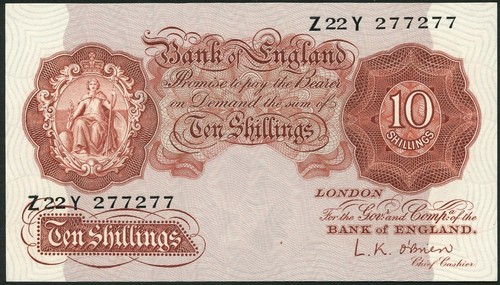 Z22Y 277277
Bank of England
Promise to pay the Bearer
on Demand the sum of
Ten Shillings
10
SHILLINGS
Z22Y 277277
Ten Shillings
LONDON
For the Govr. and Compa. of the
BANK OF ENGLAND.
L.K. O'Brien
Chief Cashier